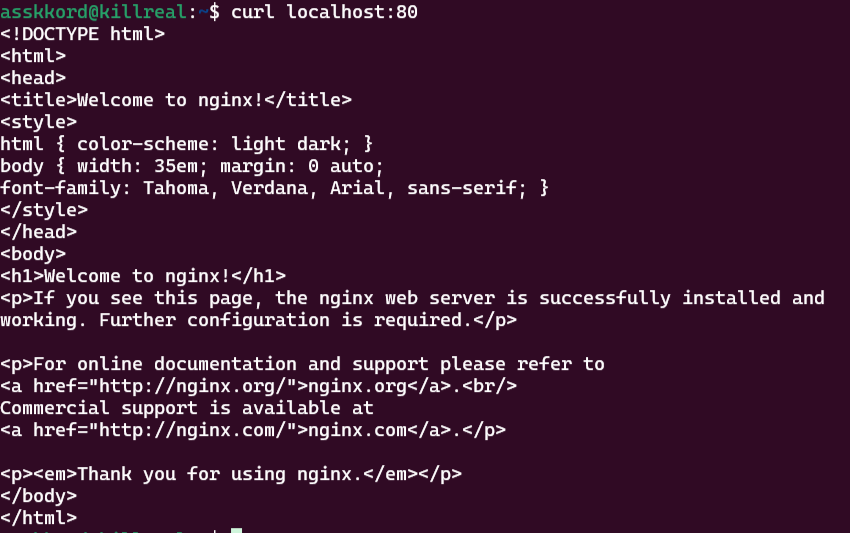 asskkord@killreal:~$ curl localhost:80
<!DOCTYPE html>
<html>
<head>
<title>Welcome to nginx!</title>
<style>
html { color-scheme: light dark; }
body { width: 35em; margin: 0 auto;
font-family: Tahoma, Verdana, Arial, sans-serif; }
</style>
</head>
<body>
<h1>Welcome to nginx!</h1>
<p>If you see this page, the nginx web server is successfully installed and
working. Further configuration is required.</p>

<p>For online documentation and support please refer to
<a href="http://nginx.org/">nginx.org</a>.<br/>
Commercial support is available at
<a href="http://nginx.com/">nginx.com</a>.</p>

<p><em>Thank you for using nginx.</em></p>
</body>
</html>